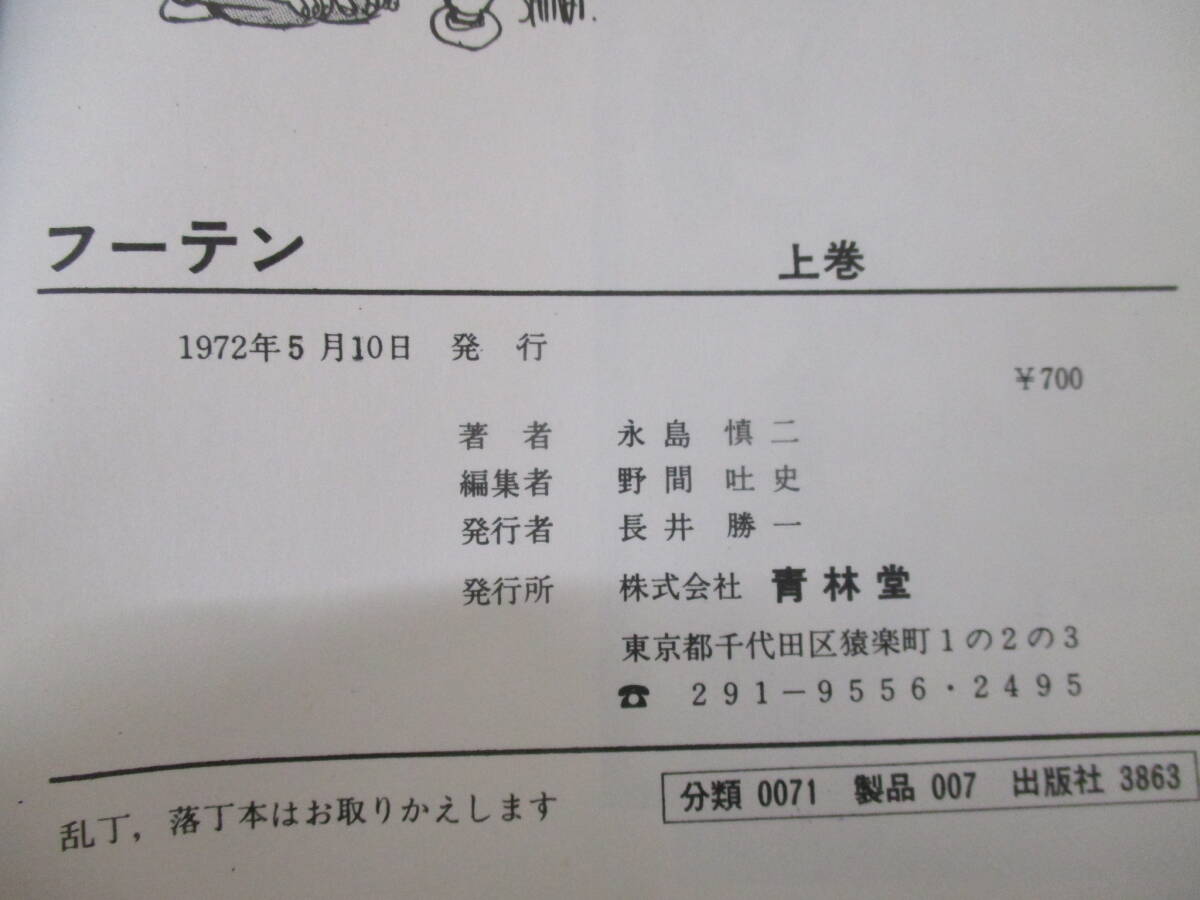 フーテン 上巻
1972年5月10日 発行
¥700
著者 永島慎二
編集者 野間吐史
発行者 長井勝一
発行所 株式会社 青林堂
東京都千代田区猿楽町1の2の3
☎ 291-9556・2495
乱丁，落丁本はお取りかえします
分類 0071 製品 007 出版社 3863